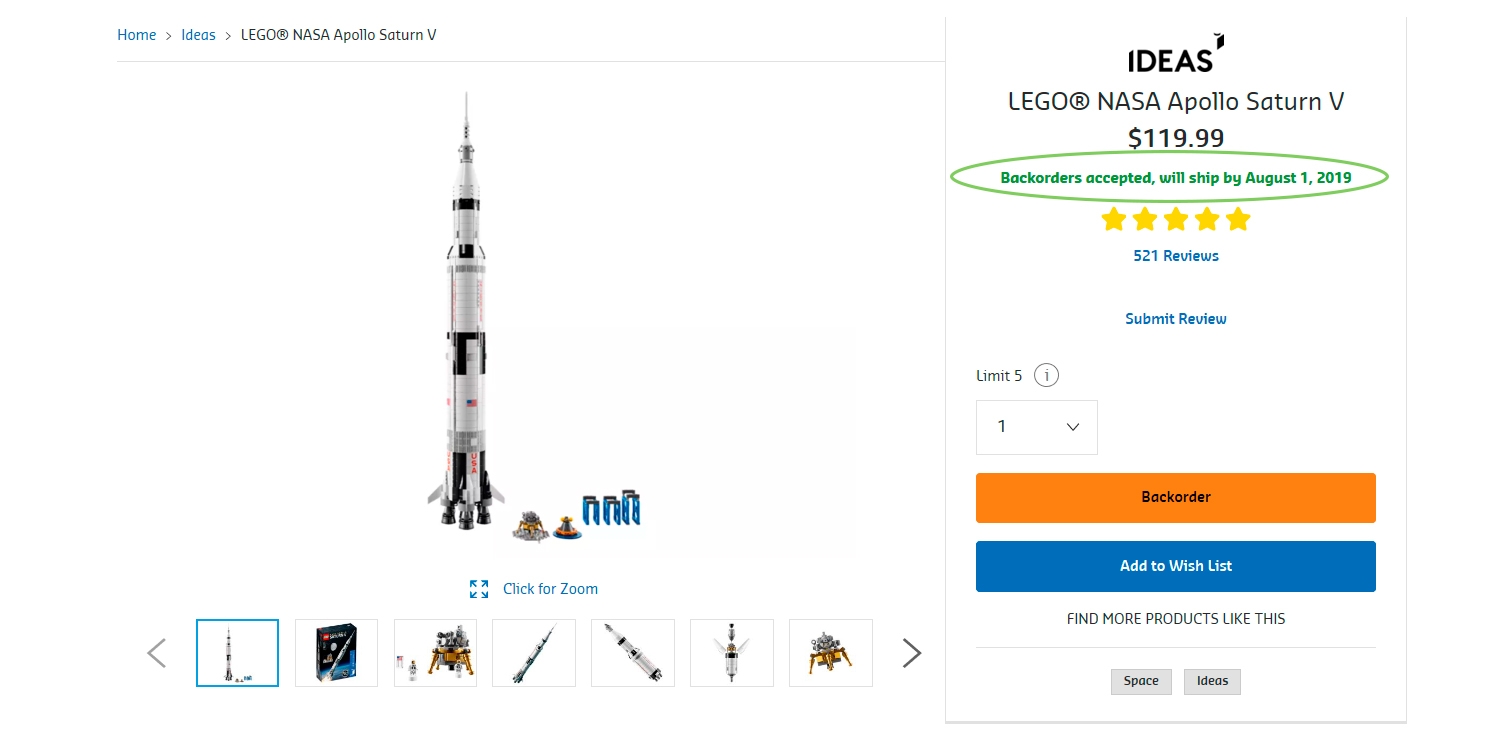 Home > Ideas > LEGO® NASA Apollo Saturn V
IDEAS
LEGO® NASA Apollo Saturn V
$119.99
Backorders accepted, will ship by August 1, 2019
521 Reviews
Submit Review
Limit 5 i
1
Backorder
Add to Wish List
FIND MORE PRODUCTS LIKE THIS
Space Ideas
USA
Click for Zoom